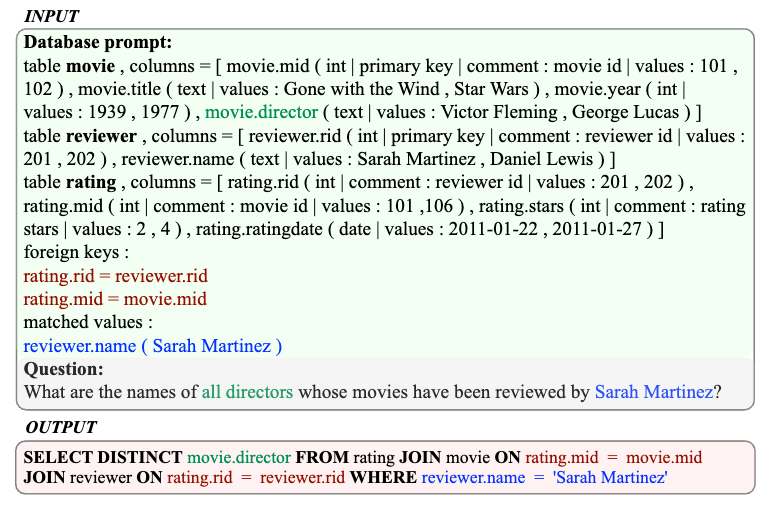 INPUT
Database prompt:
table movie , columns = [ movie.mid ( int | primary key | comment : movie id | values : 101 ,
102 ) , movie.title ( text | values : Gone with the Wind , Star Wars ) , movie.year ( int |
values : 1939 , 1977 ) , movie.director ( text | values : Victor Fleming , George Lucas ) ]
table reviewer , columns = [ reviewer.rid ( int | primary key | comment : reviewer id | values :
201 , 202 ) , reviewer.name ( text | values : Sarah Martinez , Daniel Lewis ) ]
table rating , columns = [ rating.rid ( int | comment : reviewer id | values : 201 , 202 ) ,
rating.mid ( int | comment : movie id | values : 101 ,106 ) , rating.stars ( int | comment : rating
stars | values : 2 , 4 ) , rating.ratingdate ( date | values : 2011-01-22 , 2011-01-27 ) ]
foreign keys :
rating.rid = reviewer.rid
rating.mid = movie.mid
matched values :
reviewer.name ( Sarah Martinez )
Question:
What are the names of all directors whose movies have been reviewed by Sarah Martinez?
OUTPUT
SELECT DISTINCT movie.director FROM rating JOIN movie ON rating.mid = movie.mid
JOIN reviewer ON rating.rid = reviewer.rid WHERE reviewer.name = 'Sarah Martinez'